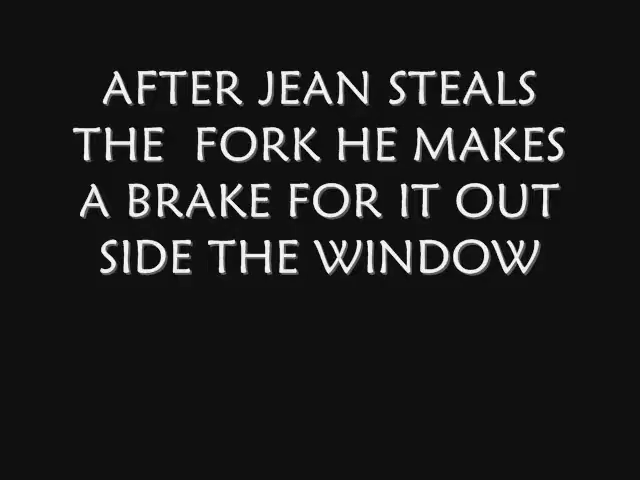 AFTER JEAN STEALS
THE  FORK HE MAKES
A BRAKE FOR IT OUT
SIDE THE WINDOW